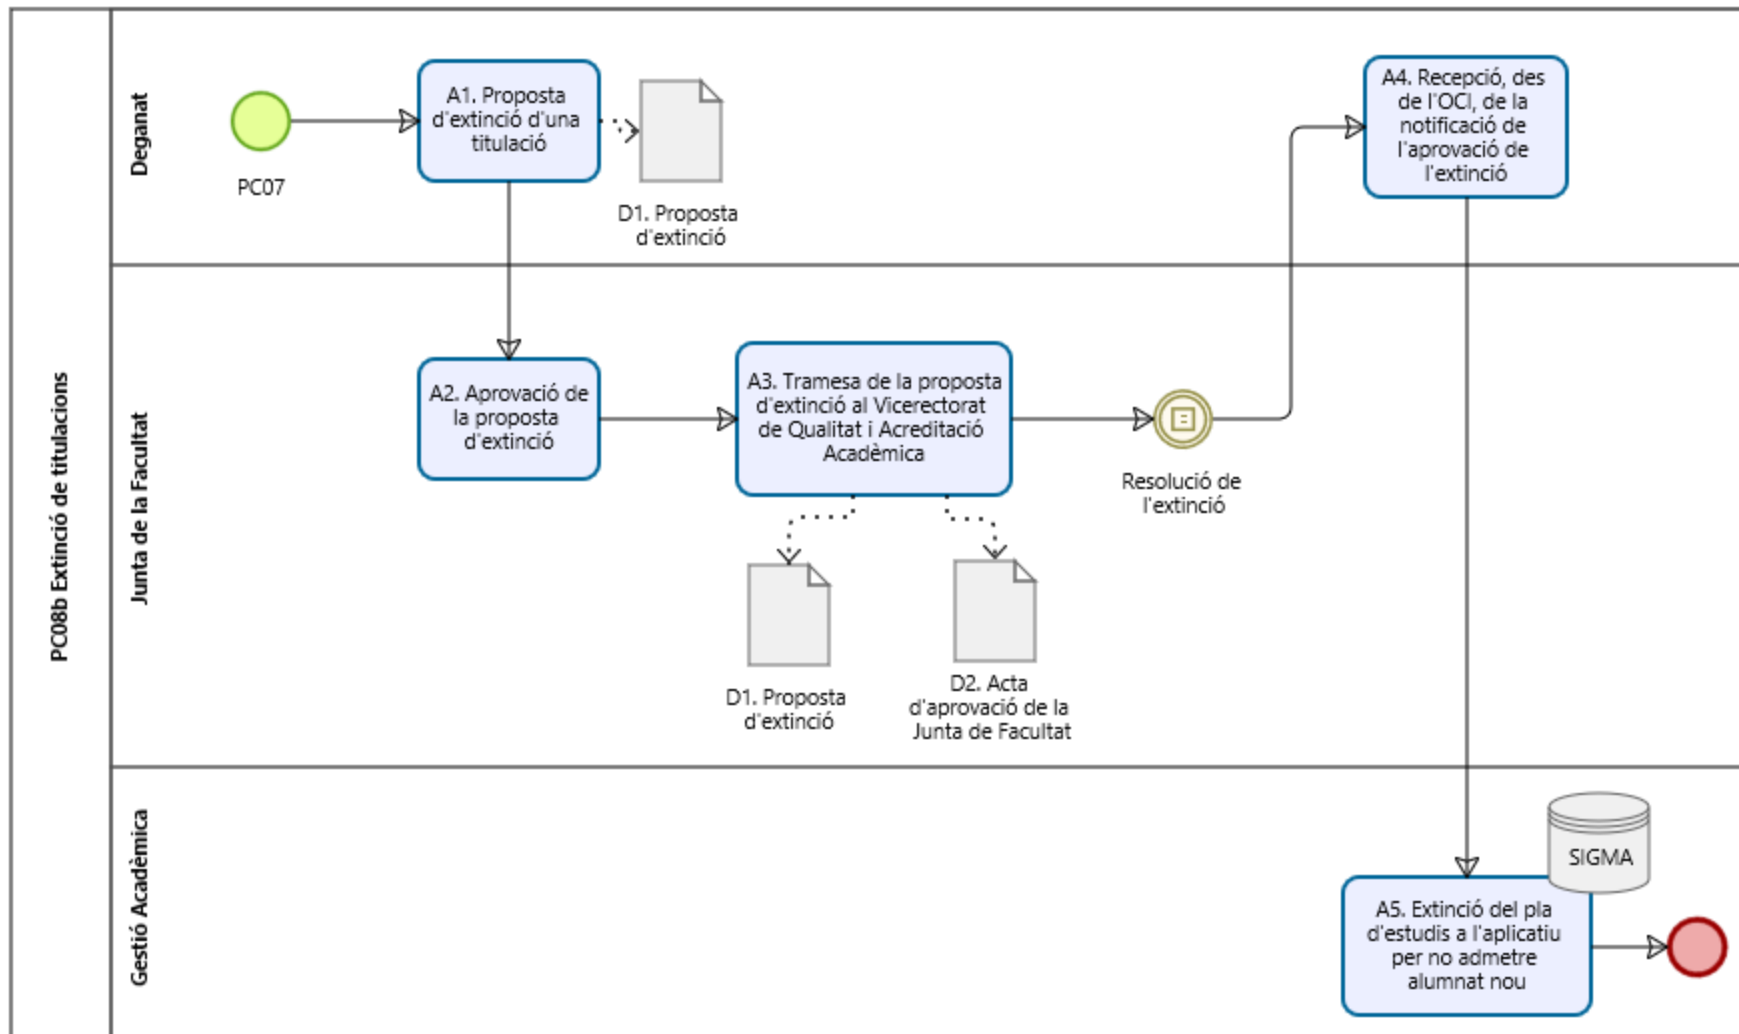 PC08b Extinció de titulacions
Deganat
PC07
A1. Proposta
d'extinció d'una
titulació
D1. Proposta
d'extinció
A4. Recepció, des
de l'OCI, de la
notificació de
l'aprovació de
l'extinció
Junta de la Facultat
A2. Aprovació de
la proposta
d'extinció
A3. Tramesa de la proposta
d'extinció al Vicerectorat
de Qualitat i Acreditació
Acadèmica
Resolució de
l'extinció
D1. Proposta
d'extinció
D2. Acta
d'aprovació de la
Junta de Facultat
Gestió Acadèmica
SIGMA
A5. Extinció del pla
d'estudis a l'aplicatiu
per no admetre
alumnat nou